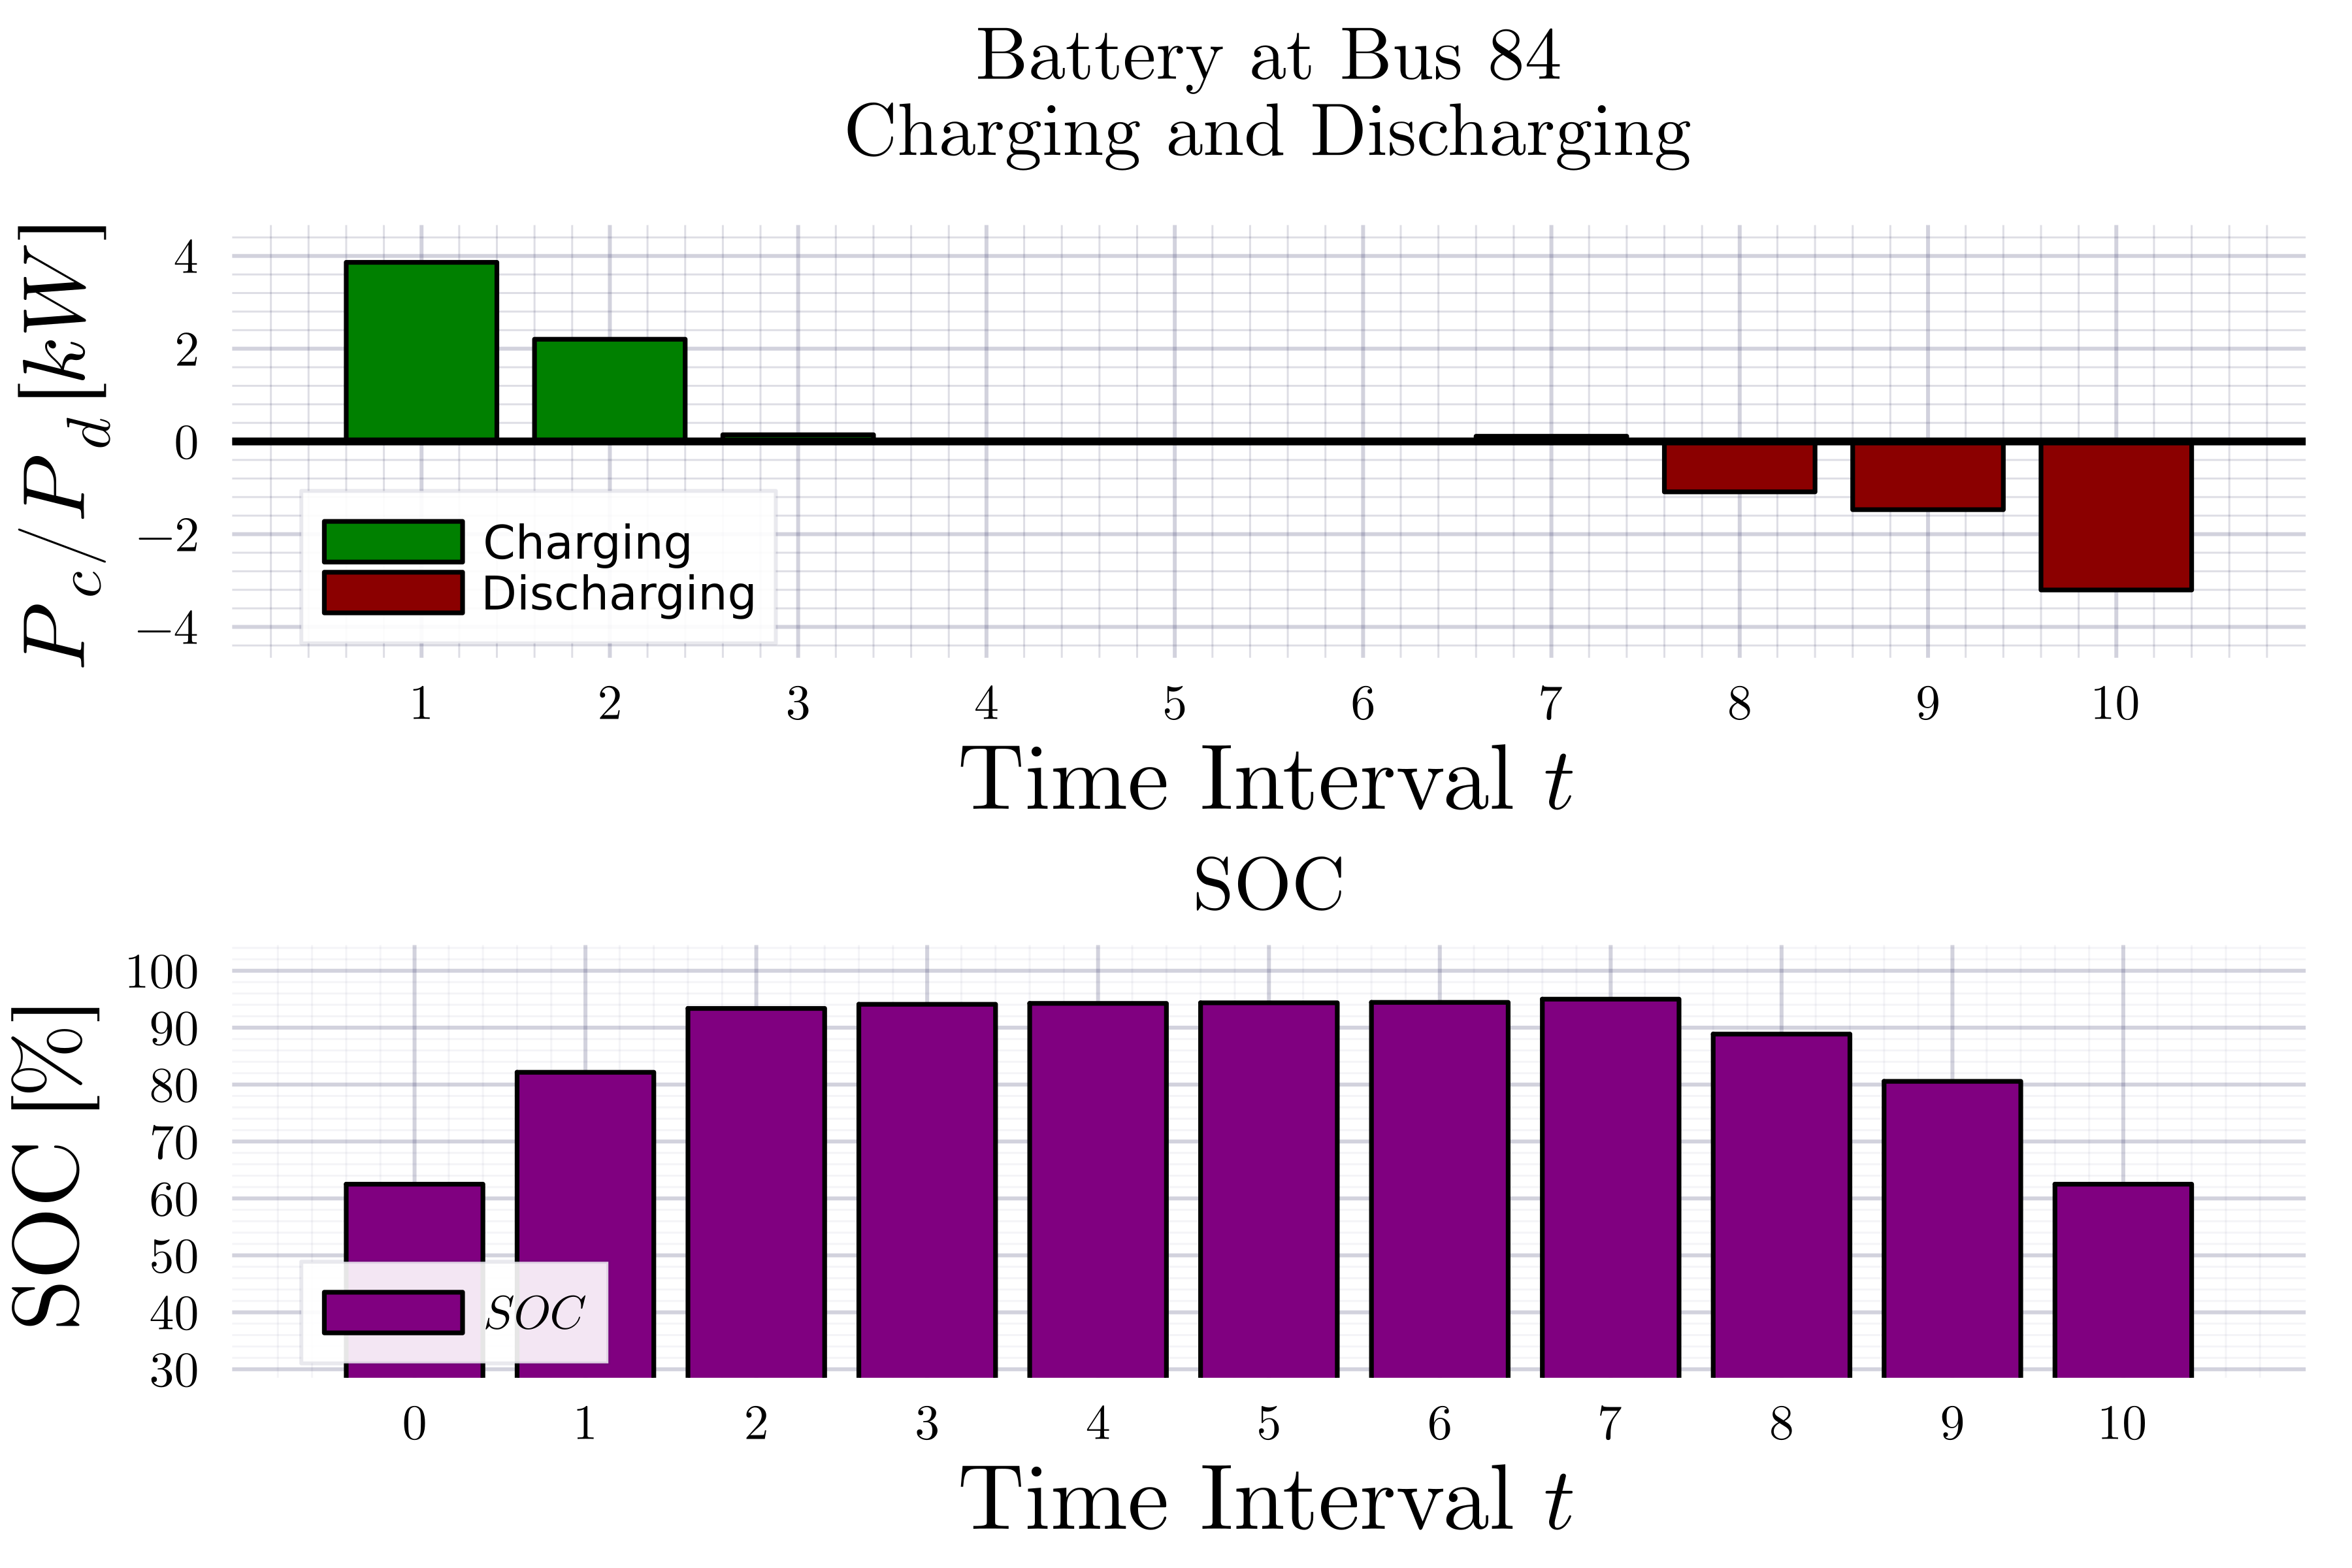 Battery at Bus 84
Charging and Discharging
P_c/P_d [kW]
4
2
0
−2
−4
Charging
Discharging
1 2 3 4 5 6 7 8 9 10
Time Interval t
SOC
SOC [%]
100
90
80
70
60
50
40
30
SOC
0 1 2 3 4 5 6 7 8 9 10
Time Interval t